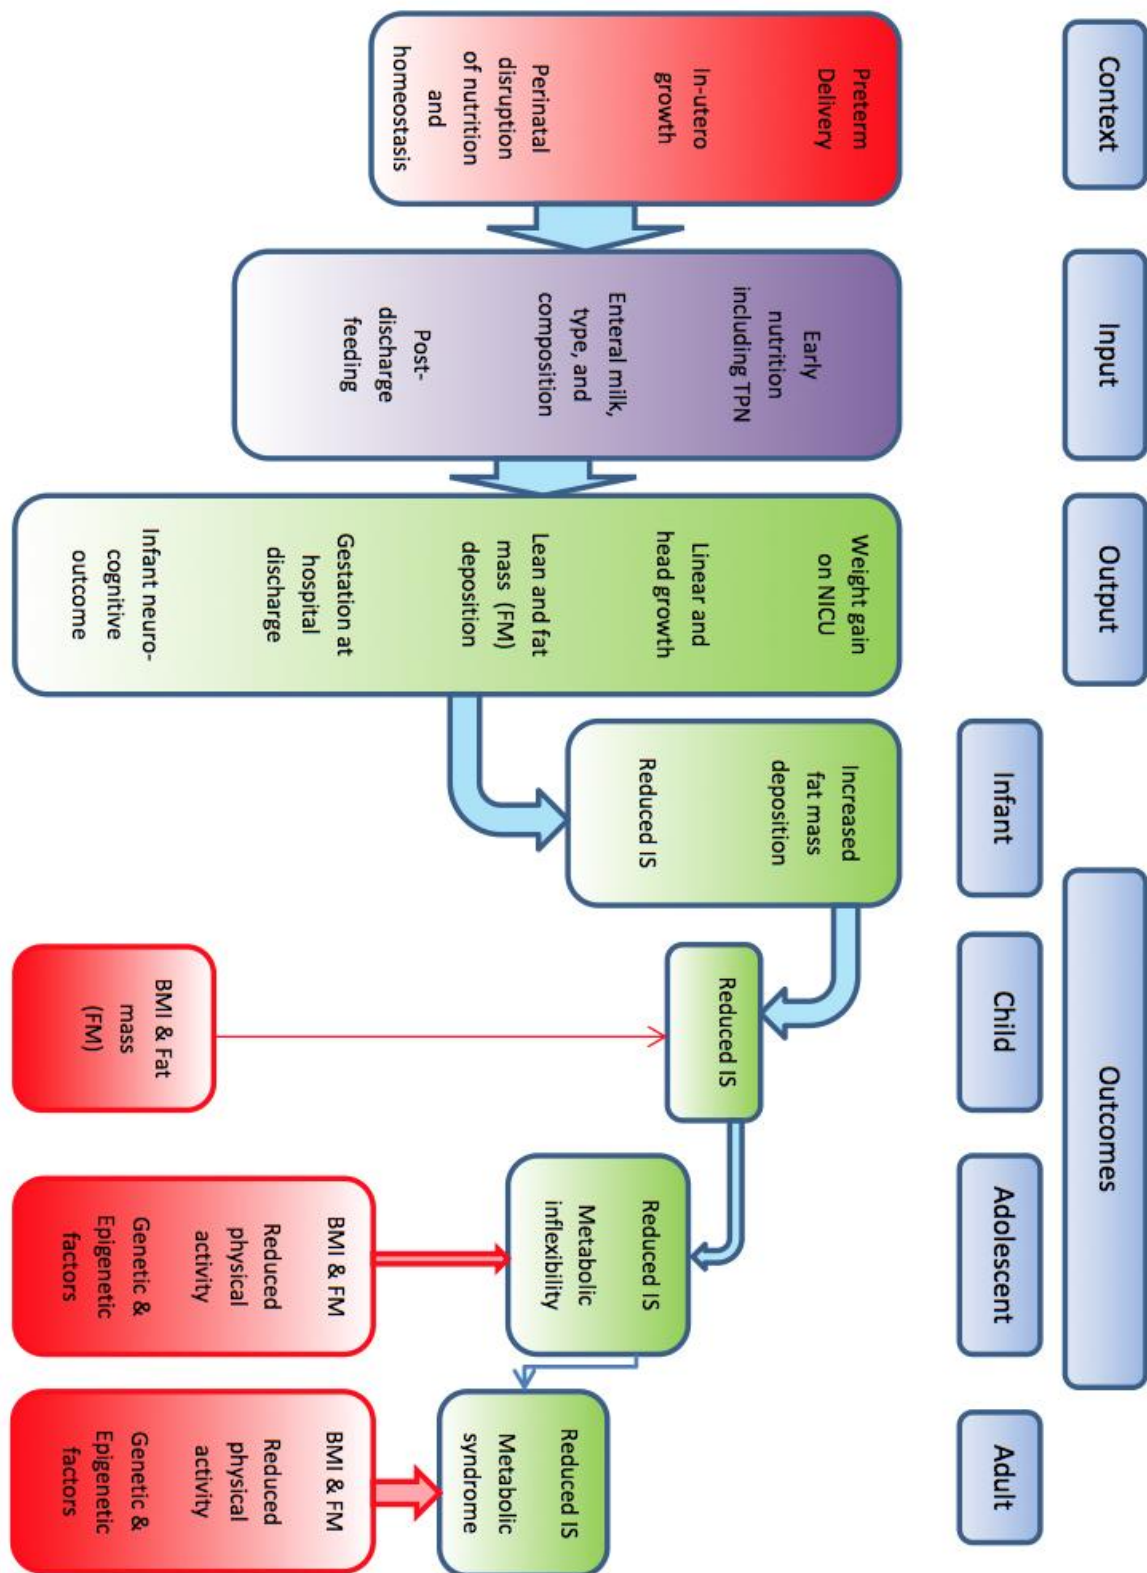 Context
Input
Output
Outcomes
Infant
Child
Adolescent
Adult
Preterm
Delivery
In-utero
growth
Perinatal
disruption
of nutrition
and
homeostasis
Early
nutrition
including TPN
Enteral milk,
type, and
composition
Post-
discharge
feeding
Weight gain
on NICU
Linear and
head growth
Lean and fat
mass (FM)
deposition
Gestation at
hospital
discharge
Infant neuro-
cognitive
outcome
Increased
fat mass
deposition
Reduced IS
Reduced IS
Reduced IS
Metabolic
inflexibility
Reduced IS
Metabolic
syndrome
BMI & Fat
mass
(FM)
BMI & FM
Reduced
physical
activity
Genetic &
Epigenetic
factors
BMI & FM
Reduced
physical
activity
Genetic &
Epigenetic
factors